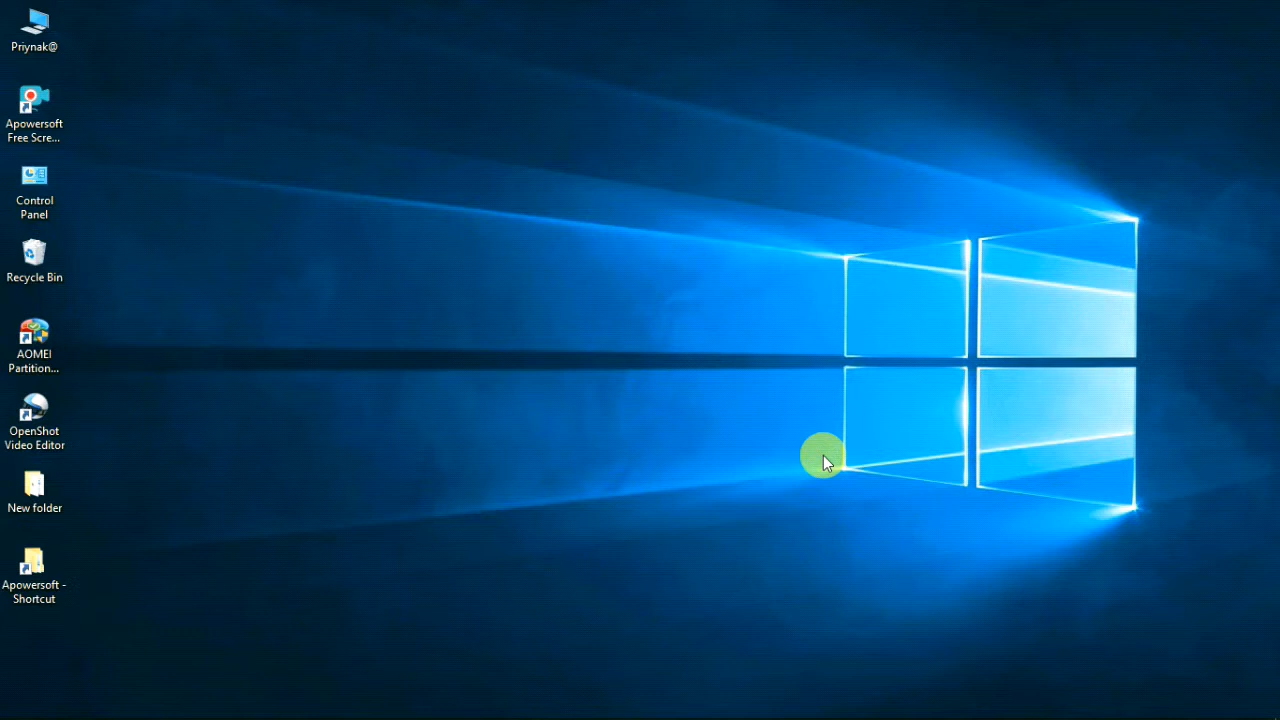 Priynak@
Apowersoft
Free Scre...
Control
Panel
Recycle Bin
AOMEI
Partition...
OpenShot
Video Editor
New folder
Apowersoft -
Shortcut